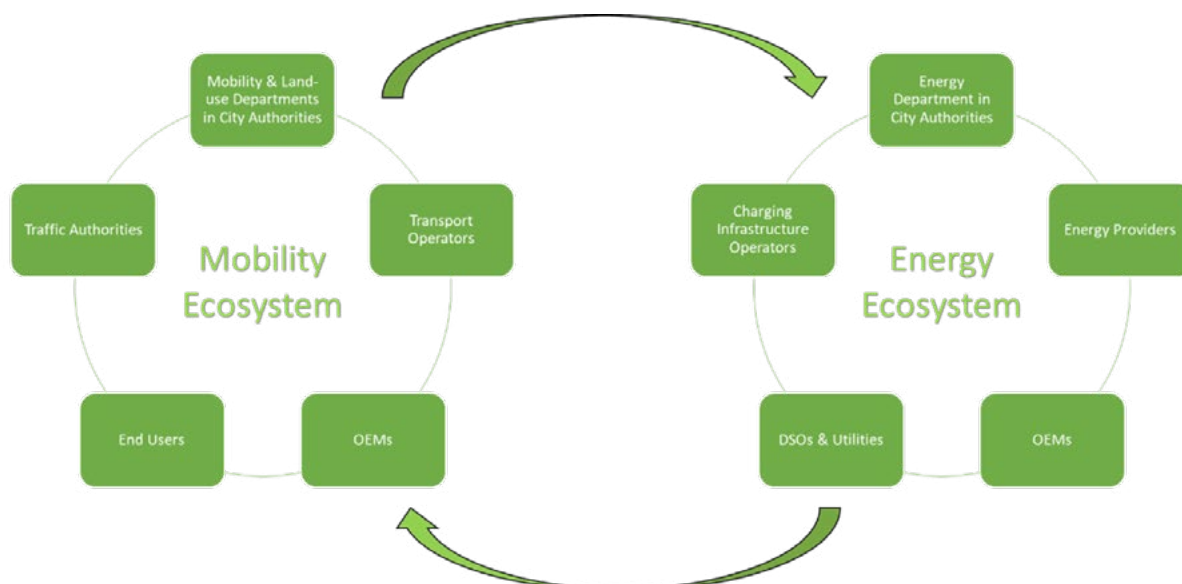 Mobility & Land-
use Departments
in City Authorities
Traffic Authorities
Transport
Operators
Mobility
Ecosystem
End Users
OEMs
Energy
Department in
City Authorities
Charging
Infrastructure
Operators
Energy Providers
Energy
Ecosystem
DSOs & Utilities
OEMs